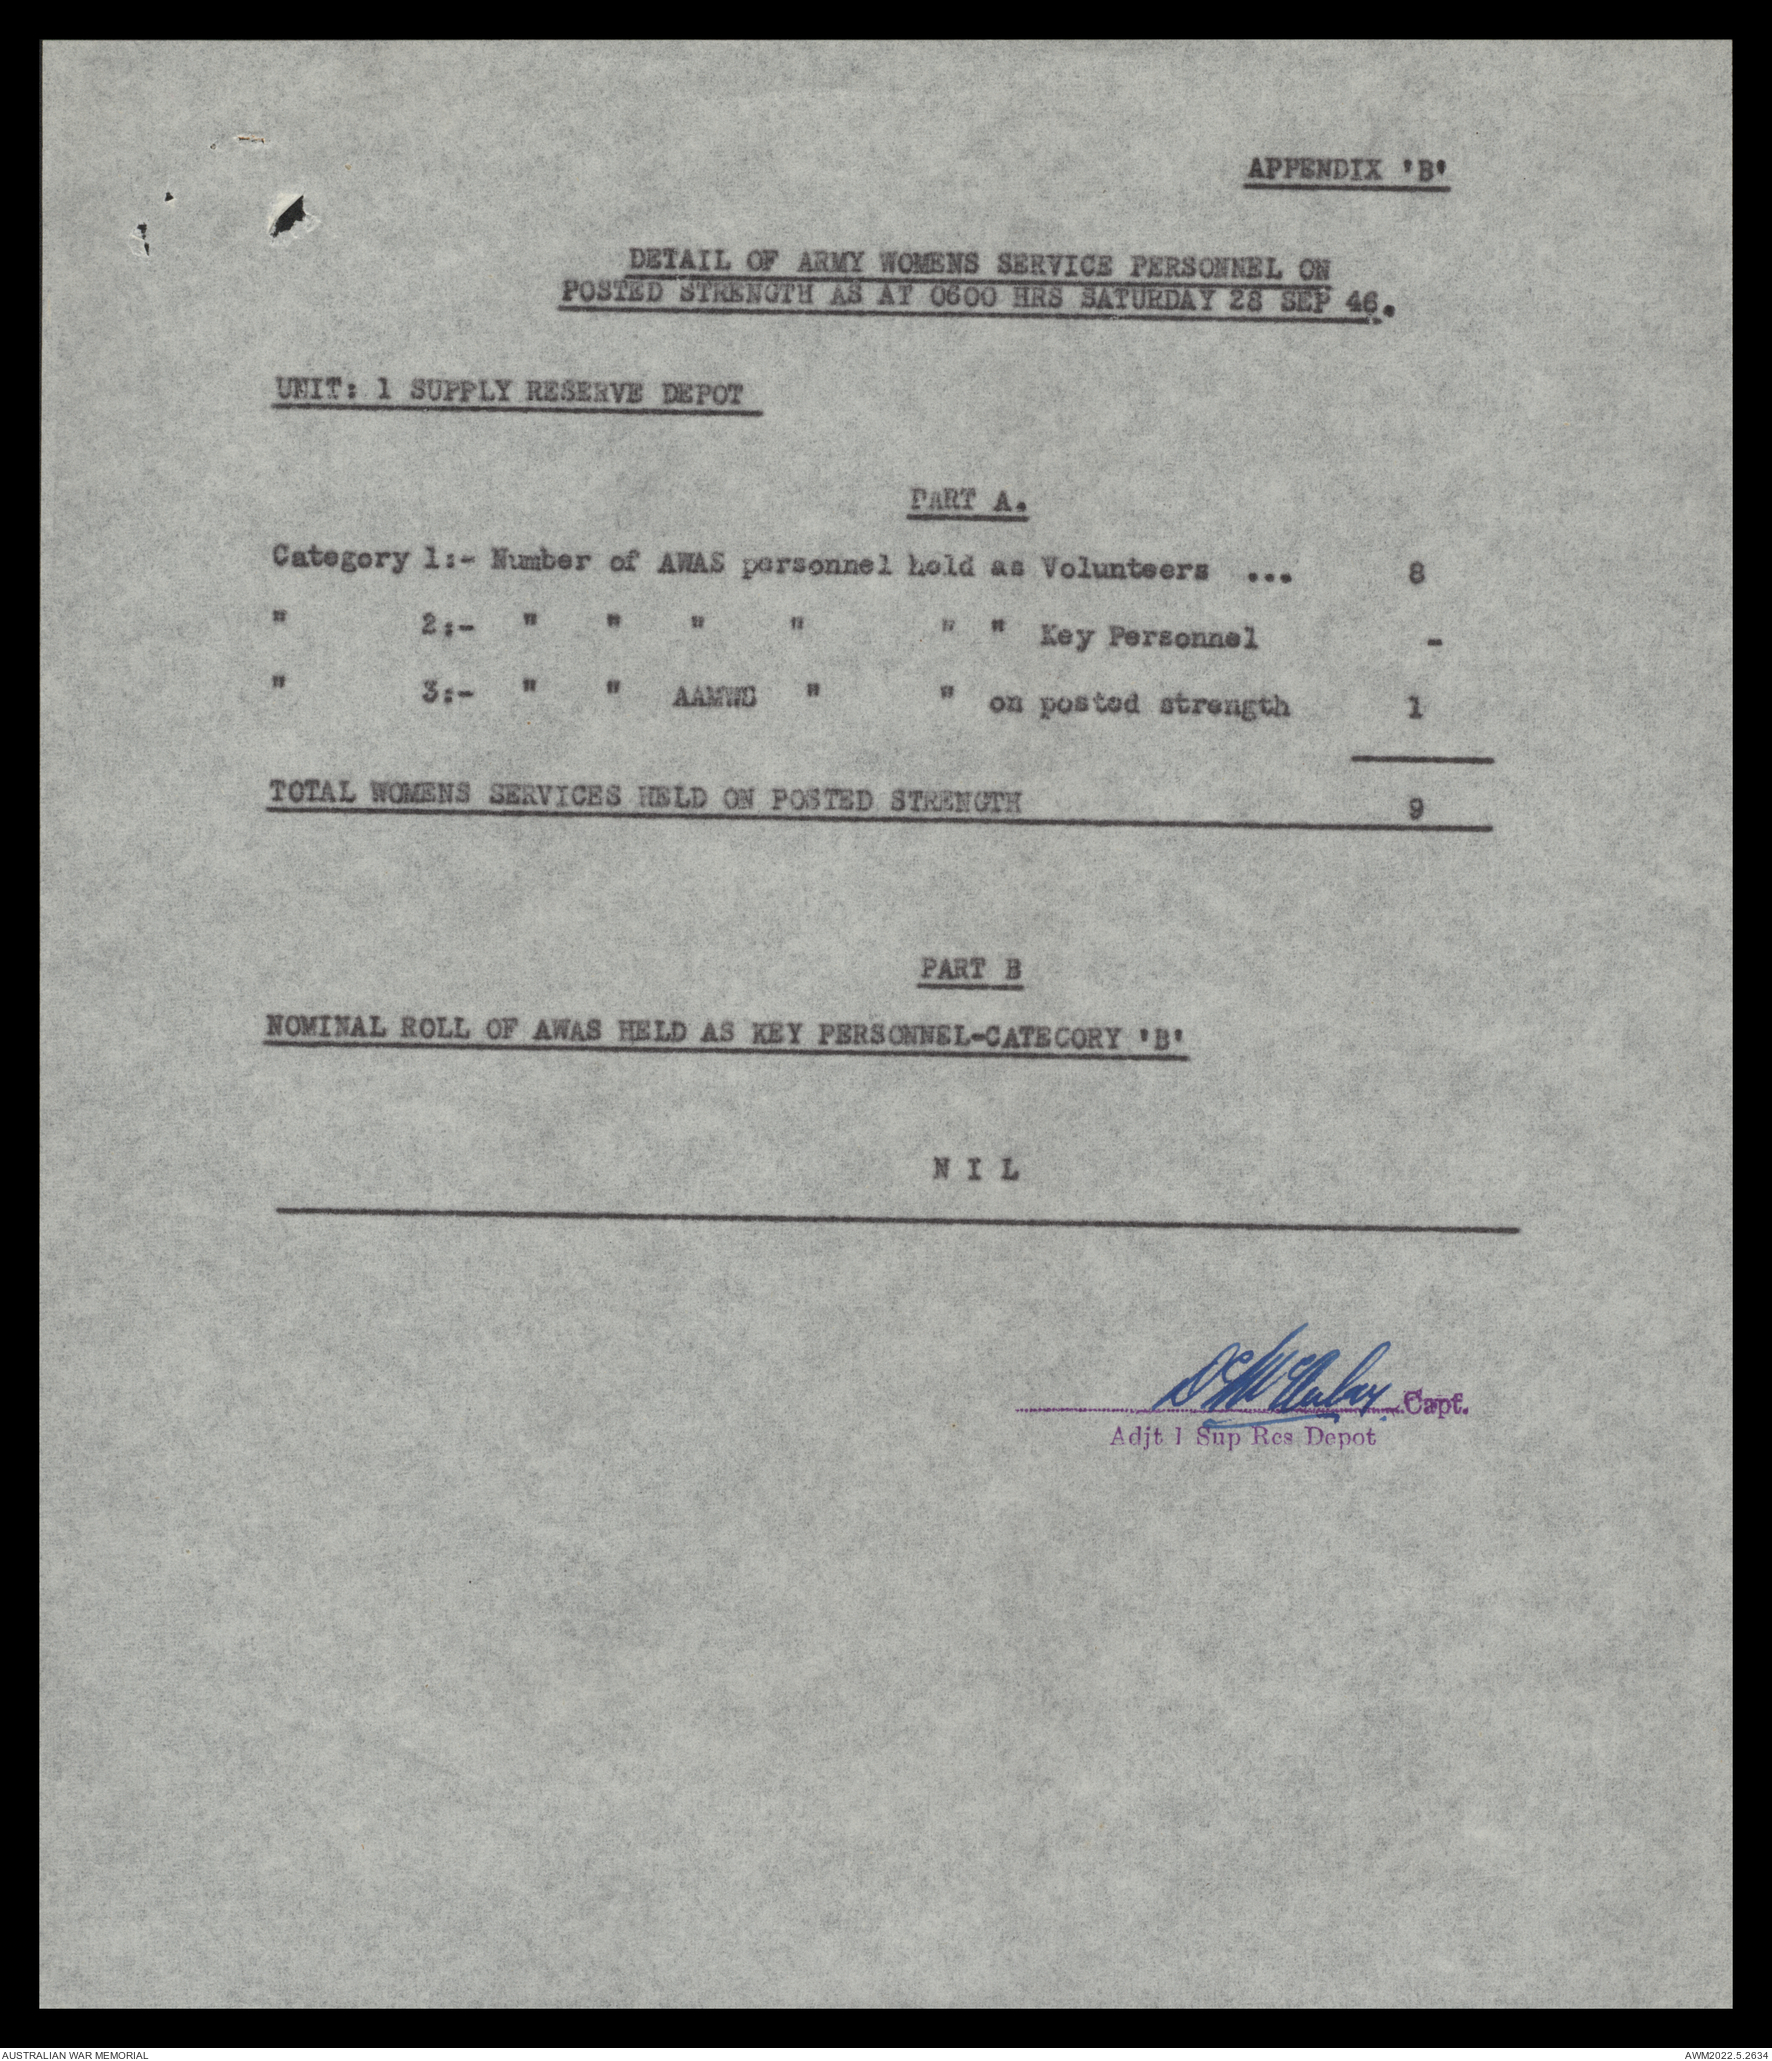 APPENDIX 'B'
DETAIL OF ARMY WOMENS SERVICE PERSONNEL ON
POSTED STRENGTH AS AT 0600 HRS SATURDAY 28 SEP 46.
UNIT: 1 SUPPLY RESERVE DEPOT
PART A.
Category 1:- Number of AWAS personnel held as Volunteers ... 8
" 2:- " " " " " " Key Personnel -
" 3:- " " AAMWS " " on posted strength 1
TOTAL WOMENS SERVICES HELD ON POSTED STRENGTH 9
PART B
NOMINAL ROLL OF AWAS HELD AS KEY PERSONNEL-CATEGORY 'B'
N I L
Capt.
Adjt 1 Sup Res Depot
AUSTRALIAN WAR MEMORIAL
AWM2022.5.2634